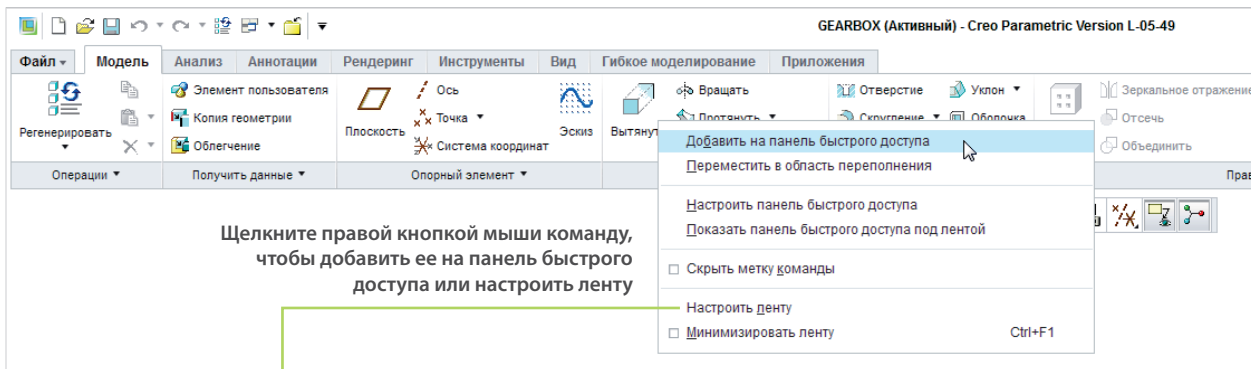 GEARBOX (Активный) - Creo Parametric Version L-05-49
Файл Модель Анализ Аннотации Рендеринг Инструменты Вид Гибкое моделирование Приложения
Регенерировать
Элемент пользователя
Копия геометрии
Облегчение
Плоскость
Ось
Точка
Система координат
Эскиз
Вращать
Протянуть
Отверстие
Скругление
Уклон
Оболочка
Зеркальное отражение
Отсечь
Объединить
Операции
Получить данные
Опорный элемент
Добавить на панель быстрого доступа
Переместить в область переполнения
Настроить панель быстрого доступа
Показать панель быстрого доступа под лентой
Скрыть метку команды
Настроить ленту
Минимизировать ленту Ctrl+F1
Щелкните правой кнопкой мыши команду,
чтобы добавить ее на панель быстрого
доступа или настроить ленту